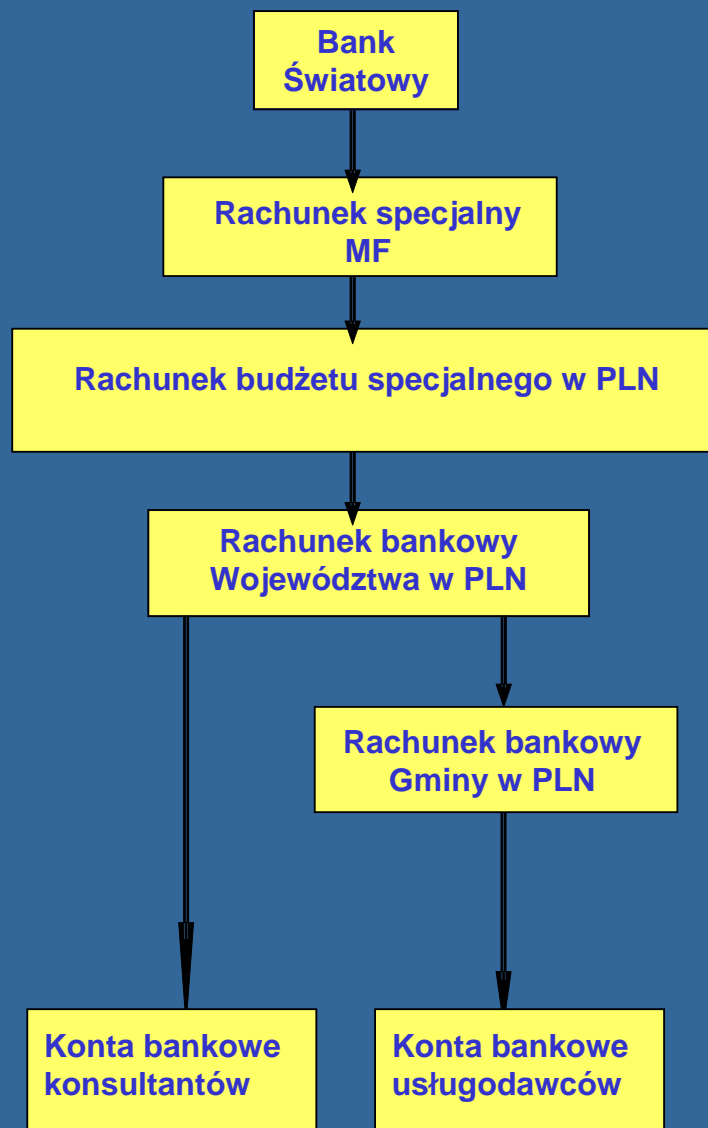 Bank
Światowy
Rachunek specjalny
MF
Rachunek budżetu specjalnego w PLN
Rachunek bankowy
Województwa w PLN
Rachunek bankowy
Gminy w PLN
Konta bankowe
konsultantów
Konta bankowe
usługodawców